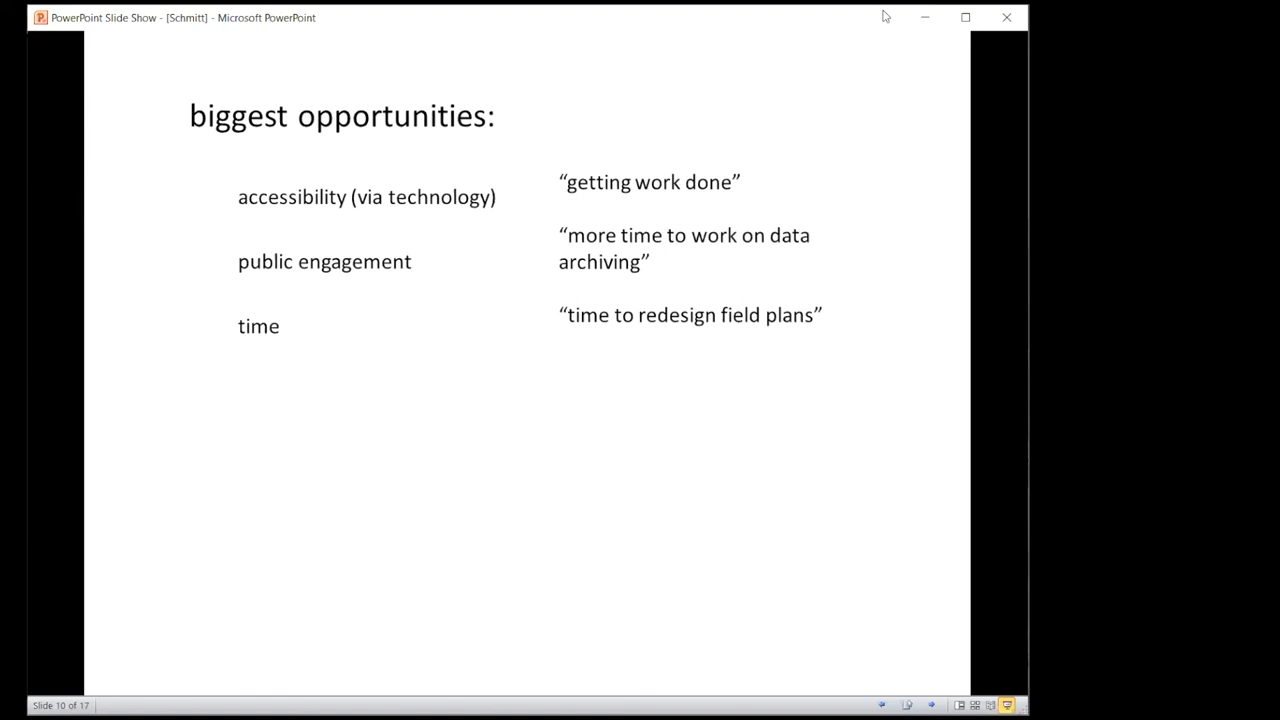 PowerPoint Slide Show - [Schmitt] - Microsoft PowerPoint
biggest opportunities:
accessibility (via technology)
public engagement
time
“getting work done”
“more time to work on data
archiving”
“time to redesign field plans”
Slide 10 of 17